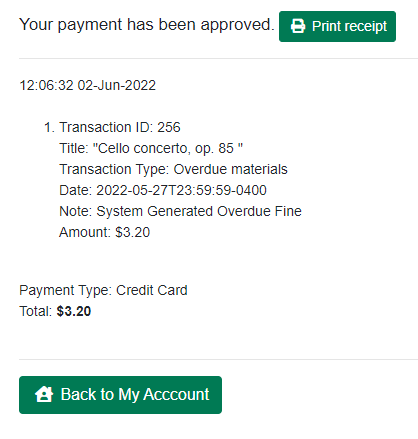 Your payment has been approved. Print receipt
12:06:32 02-Jun-2022
1. Transaction ID: 256
Title: "Cello concerto, op. 85 "
Transaction Type: Overdue materials
Date: 2022-05-27T23:59:59-0400
Note: System Generated Overdue Fine
Amount: $3.20
Payment Type: Credit Card
Total: $3.20
Back to My Acccount